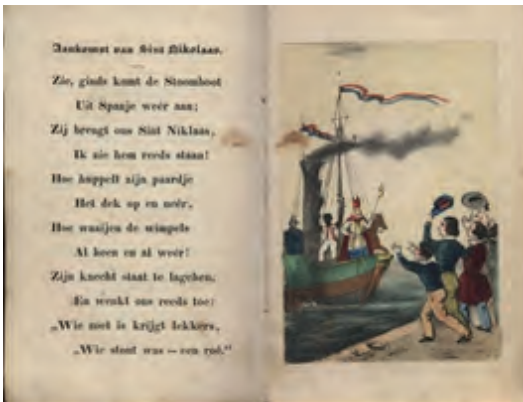 Aankomst van Sint Nikolaas.
Zie, ginds komt de Stoomboot
Uit Spanje weêr aan;
Zij brengt ons Sint Niklaas,
Ik zie hem reeds staan!
Hoe huppelt zijn paardje
Het dek op en neêr,
Hoe waaijen de wimpels
Al heen en al weêr!
Zijn knecht staat te lagchen,
En wenkt ons reeds toe:
„Wie zoet is krijgt lekkers,
„Wie stout was — een roê.”